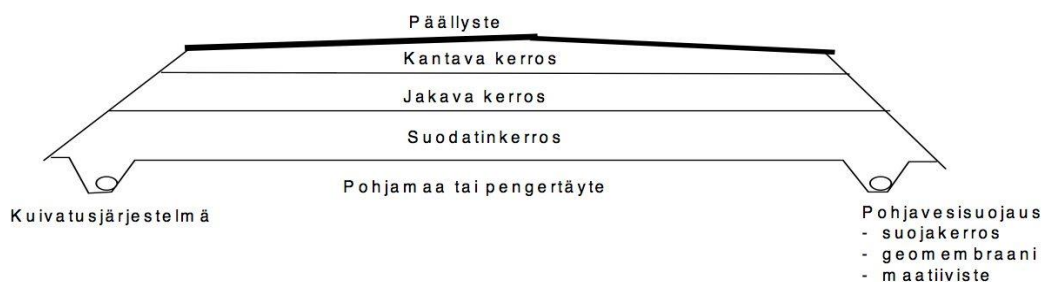 Päällyste
Kantava kerros
Jakava kerros
Suodatinkerros
Pohjamaa tai pengertäyte
Kuivatusjärjestelmä
Pohjavesisuojaus
- suojakerros
- geomembraani
- maatiiviste